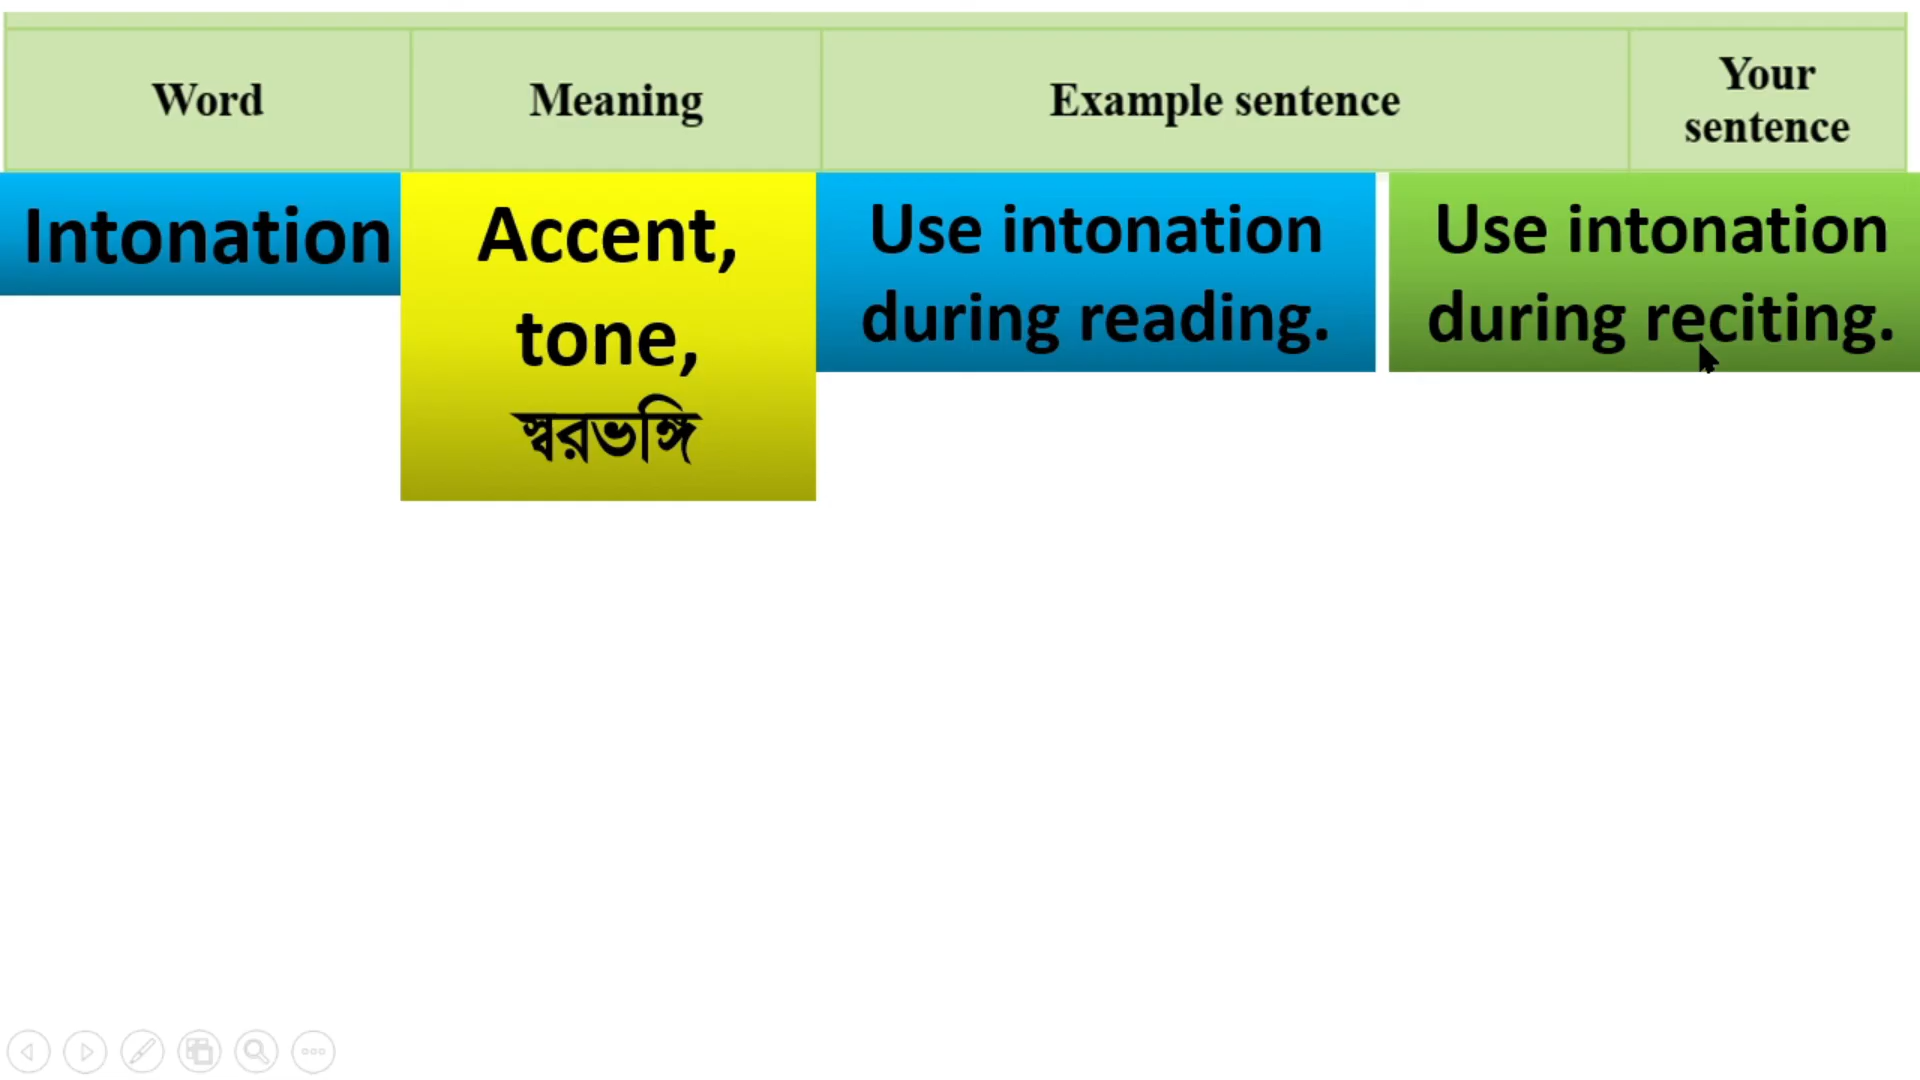 Word
Meaning
Example sentence
Your
sentence
Intonation
Accent,
tone,
স্বরভঙ্গি
Use intonation
during reading.
Use intonation
during reciting.